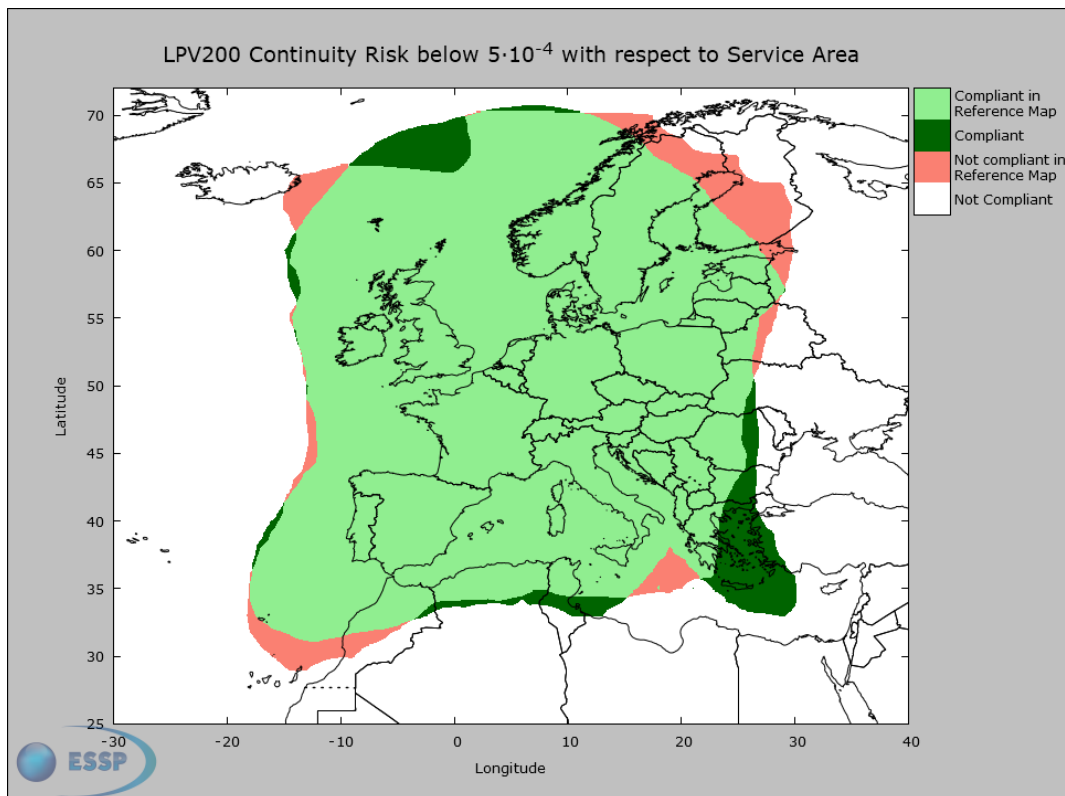 LPV200 Continuity Risk below 5·10⁻⁴ with respect to Service Area
Compliant in
Reference Map
Compliant
Not compliant in
Reference Map
Not Compliant
70
65
60
55
50
45
40
35
30
25
Latitude
-30
-20
-10
0
10
20
30
40
Longitude
ESSP